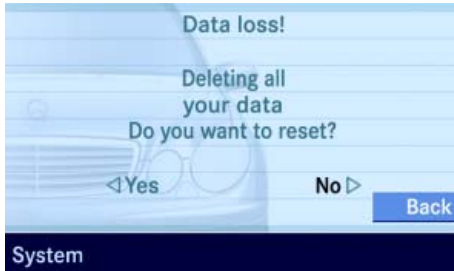 Data loss!
Deleting all
your data
Do you want to reset?
◁Yes No▷
Back
System